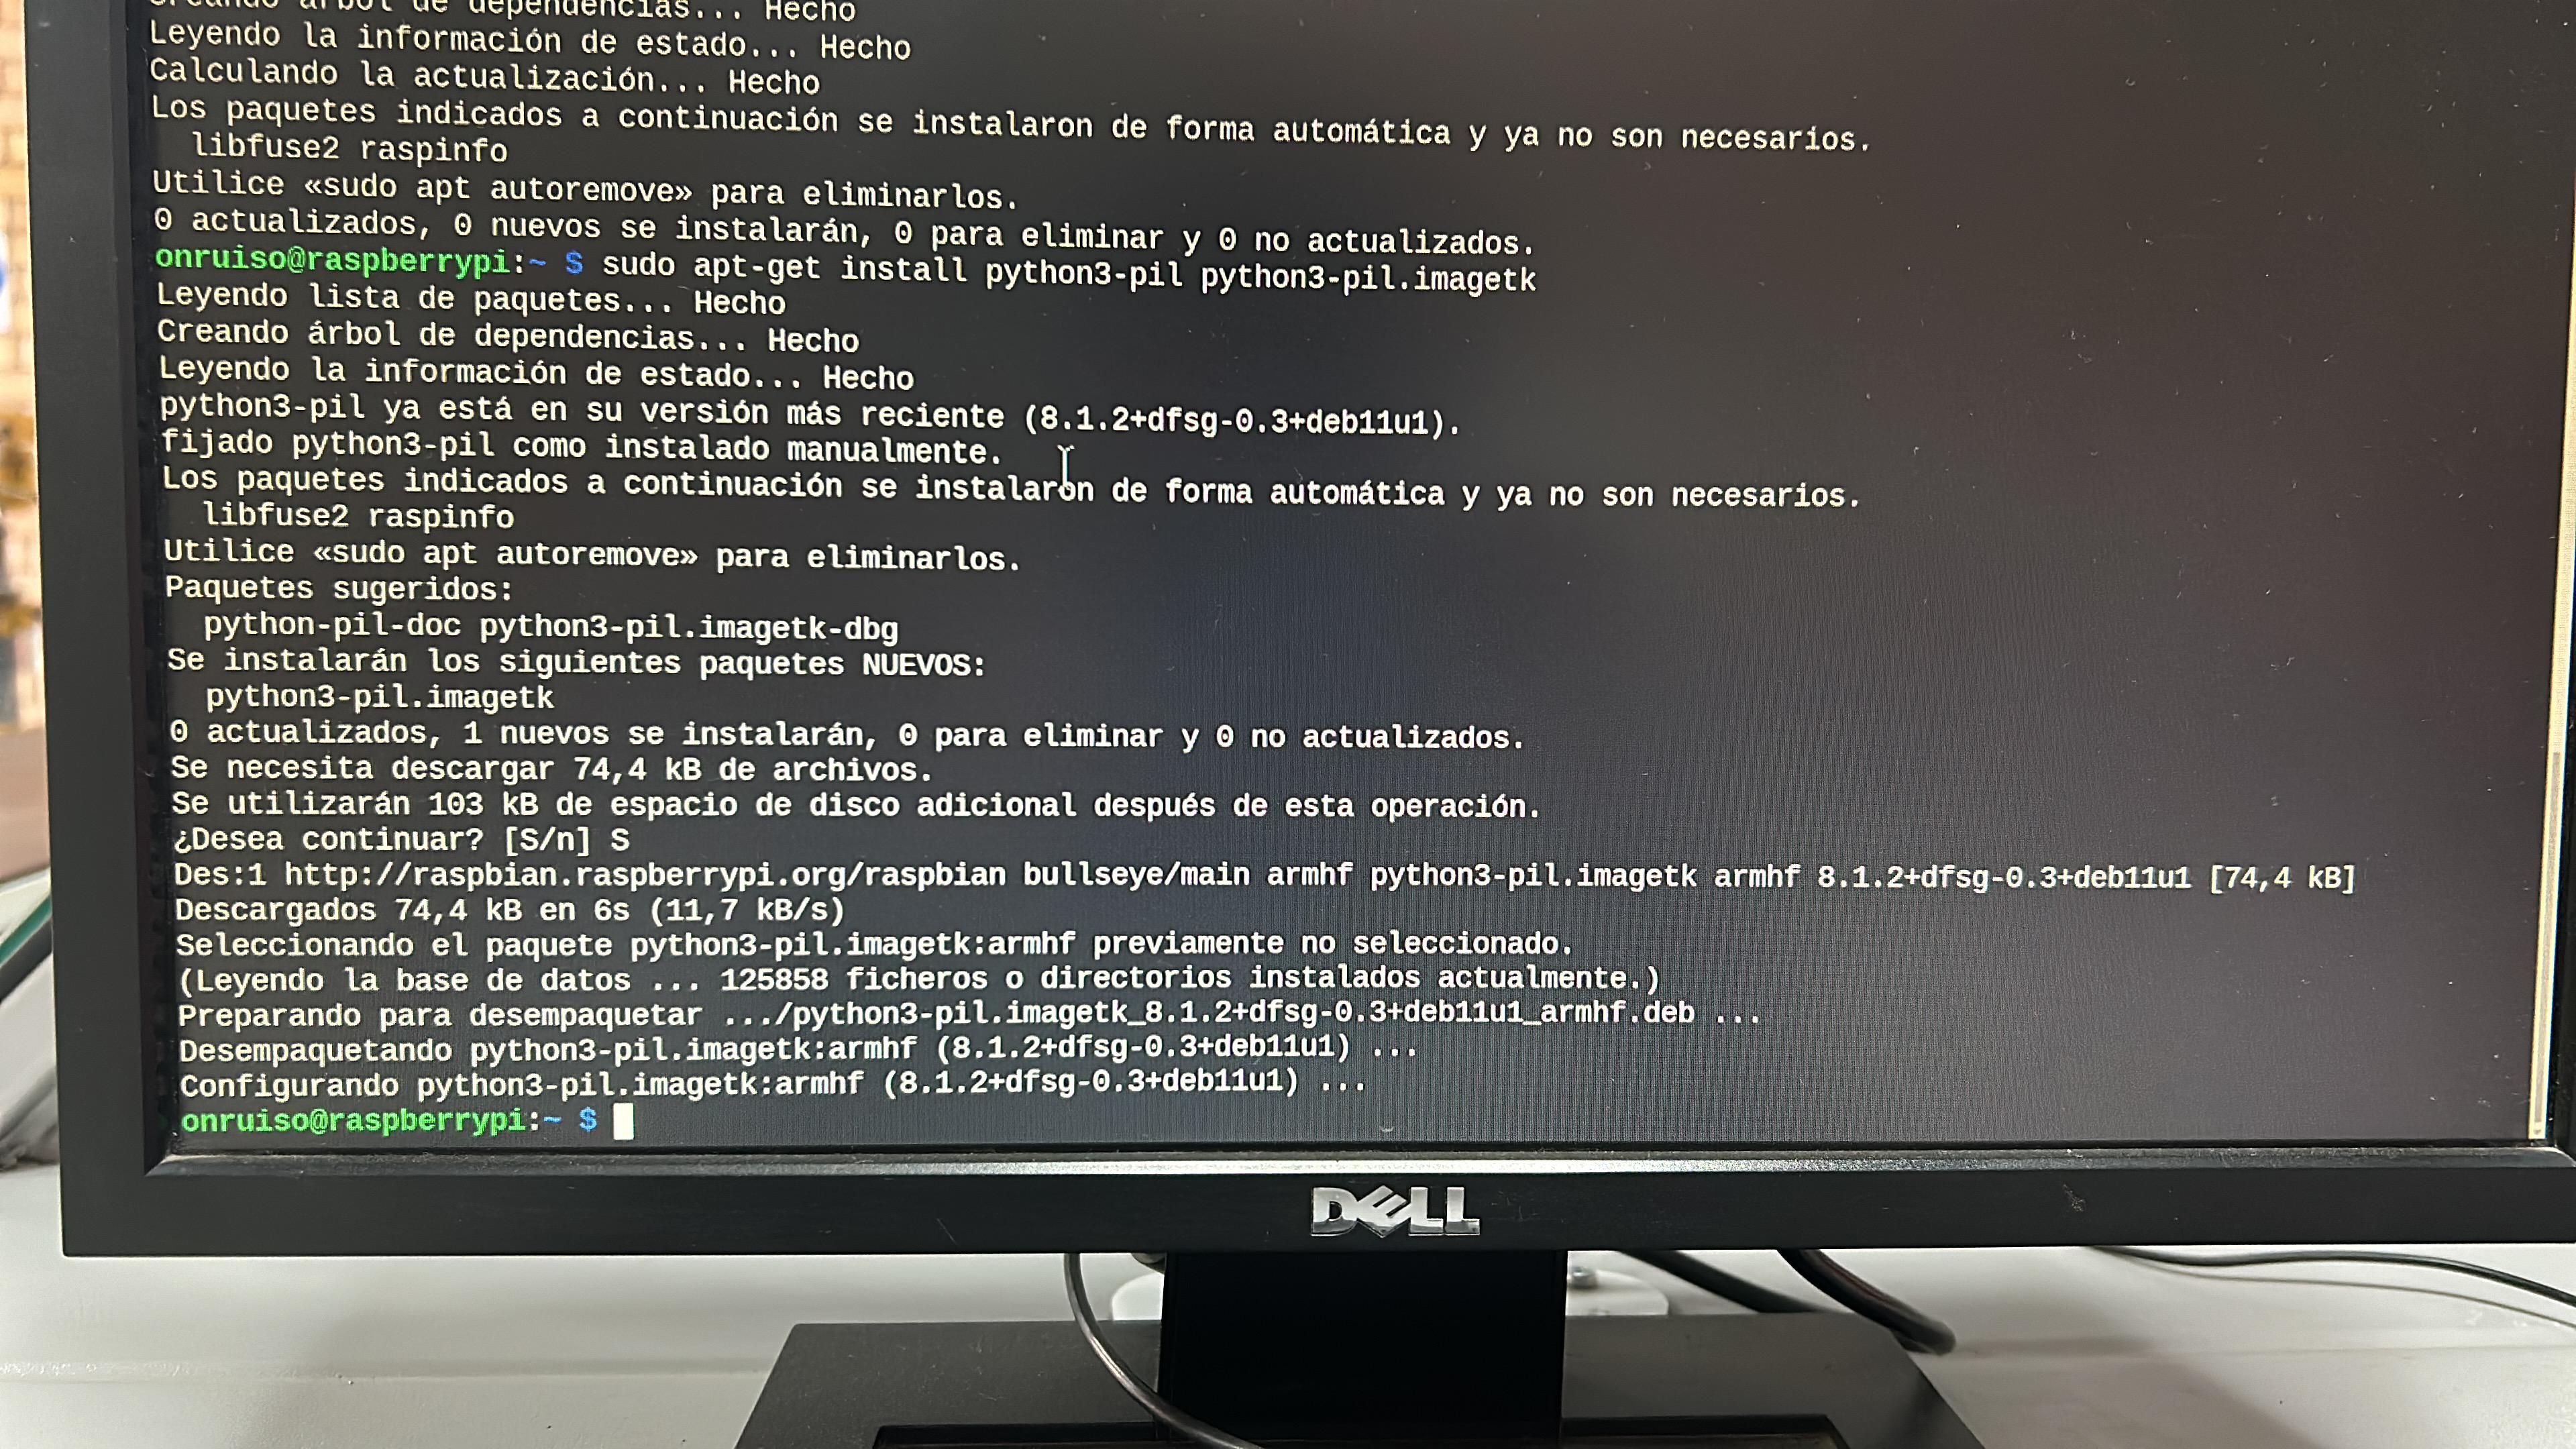 Creando árbol de dependencias... Hecho
Leyendo la información de estado... Hecho
Calculando la actualización... Hecho
Los paquetes indicados a continuación se instalaron de forma automática y ya no son necesarios.
  libfuse2 raspinfo
Utilice «sudo apt autoremove» para eliminarlos.
0 actualizados, 0 nuevos se instalarán, 0 para eliminar y 0 no actualizados.
onruiso@raspberrypi:~ $ sudo apt-get install python3-pil python3-pil.imagetk
Leyendo lista de paquetes... Hecho
Creando árbol de dependencias... Hecho
Leyendo la información de estado... Hecho
python3-pil ya está en su versión más reciente (8.1.2+dfsg-0.3+deb11u1).
fijado python3-pil como instalado manualmente.
Los paquetes indicados a continuación se instalaron de forma automática y ya no son necesarios.
  libfuse2 raspinfo
Utilice «sudo apt autoremove» para eliminarlos.
Paquetes sugeridos:
  python-pil-doc python3-pil.imagetk-dbg
Se instalarán los siguientes paquetes NUEVOS:
  python3-pil.imagetk
0 actualizados, 1 nuevos se instalarán, 0 para eliminar y 0 no actualizados.
Se necesita descargar 74,4 kB de archivos.
Se utilizarán 103 kB de espacio de disco adicional después de esta operación.
¿Desea continuar? [S/n] S
Des:1 http://raspbian.raspberrypi.org/raspbian bullseye/main armhf python3-pil.imagetk armhf 8.1.2+dfsg-0.3+deb11u1 [74,4 kB]
Descargados 74,4 kB en 6s (11,7 kB/s)
Seleccionando el paquete python3-pil.imagetk:armhf previamente no seleccionado.
(Leyendo la base de datos ... 125858 ficheros o directorios instalados actualmente.)
Preparando para desempaquetar .../python3-pil.imagetk_8.1.2+dfsg-0.3+deb11u1_armhf.deb ...
Desempaquetando python3-pil.imagetk:armhf (8.1.2+dfsg-0.3+deb11u1) ...
Configurando python3-pil.imagetk:armhf (8.1.2+dfsg-0.3+deb11u1) ...
onruiso@raspberrypi:~ $
DELL